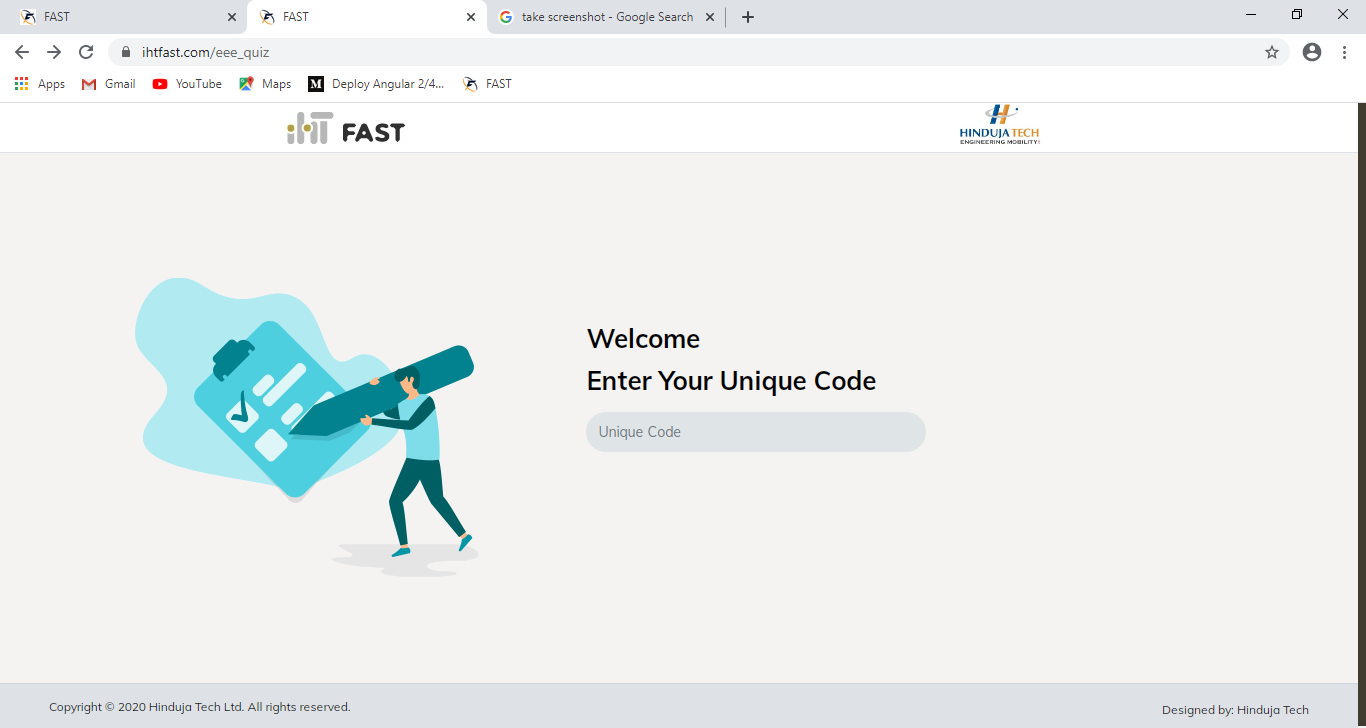 FAST
FAST
take screenshot - Google Search
ihtfast.com/eee_quiz
Apps
Gmail
YouTube
Maps
M
Deploy Angular 2/4...
FAST
ihT FAST
HINDUJA TECH
ENGINEERING MOBILITY!
Welcome
Enter Your Unique Code
Unique Code
Copyright © 2020 Hinduja Tech Ltd. All rights reserved.
Designed by: Hinduja Tech